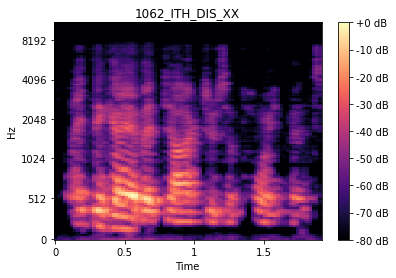 1062_ITH_DIS_XX
+0 dB
8192
-10 dB
4096
-20 dB
-30 dB
2048
Hz
-40 dB
1024
-50 dB
512
-60 dB
-70 dB
0
-80 dB
0 0.5 1 1.5
Time